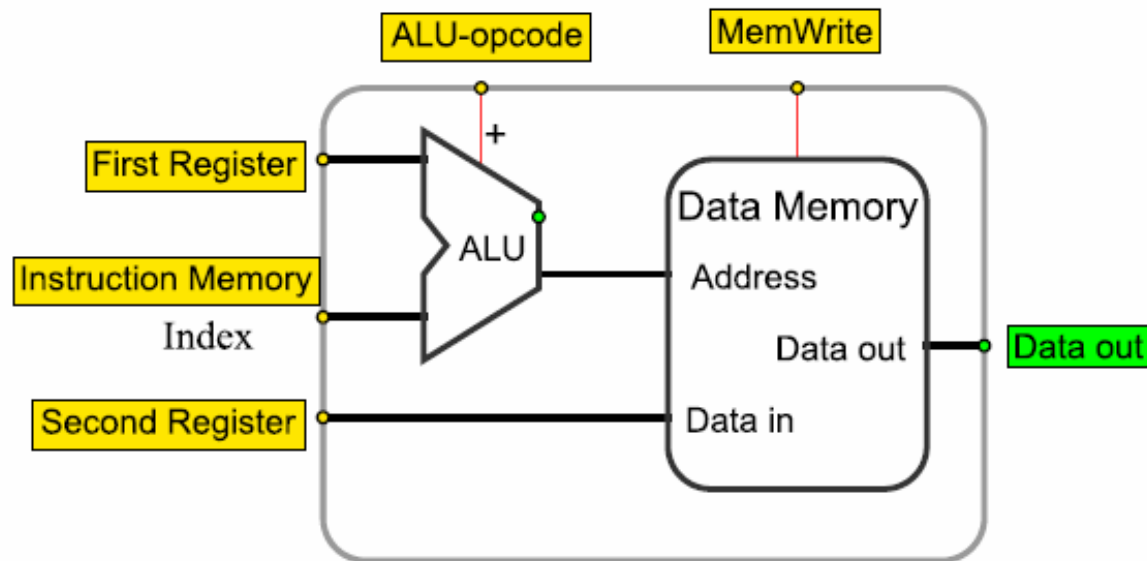 ALU-opcode
MemWrite
+
First Register
Data Memory
ALU
Instruction Memory
Address
Index
Data out
Data out
Second Register
Data in